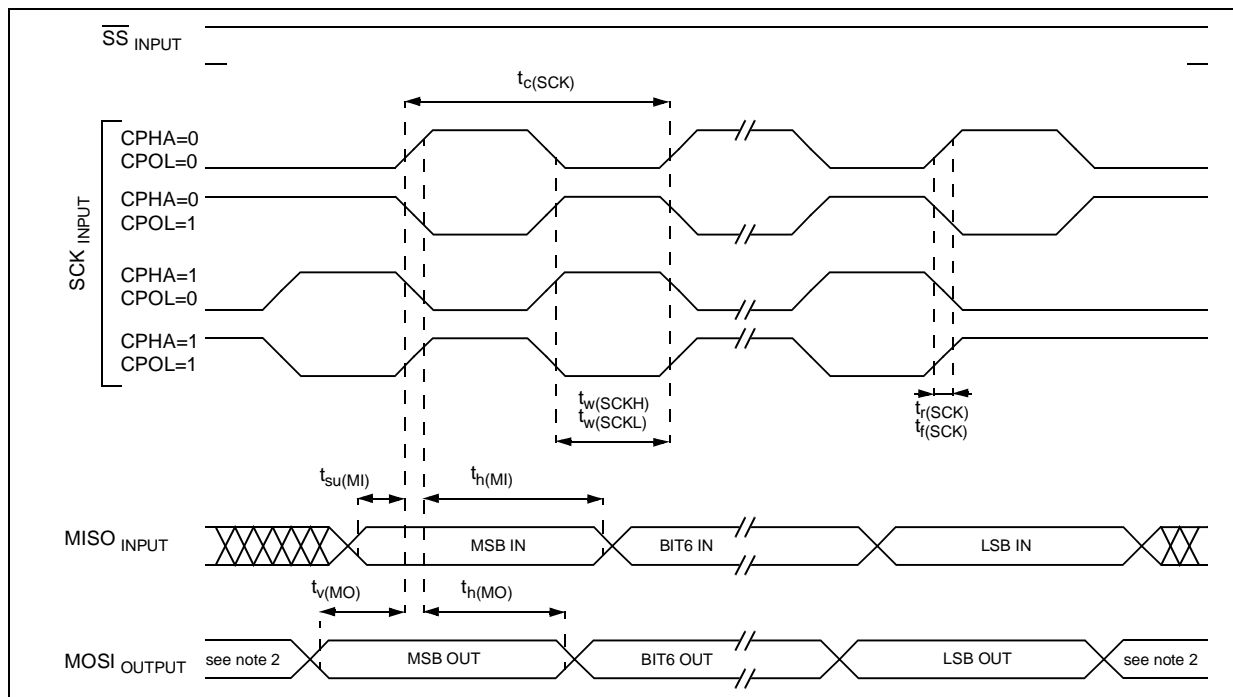 SS INPUT
tc(SCK)
SCK INPUT
CPHA=0
CPOL=0
CPHA=0
CPOL=1
CPHA=1
CPOL=0
CPHA=1
CPOL=1
tw(SCKH)
tw(SCKL)
tr(SCK)
tf(SCK)
tsu(MI)
th(MI)
MISO INPUT
MSB IN
BIT6 IN
LSB IN
tv(MO)
th(MO)
MOSI OUTPUT
see note 2
MSB OUT
BIT6 OUT
LSB OUT
see note 2